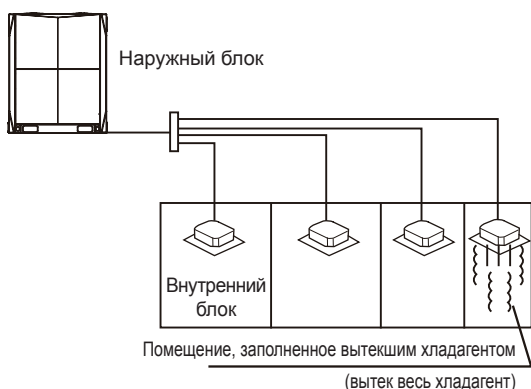 Наружный блок
Внутренний
блок
Помещение, заполненное вытекшим хладагентом
(вытек весь хладагент)